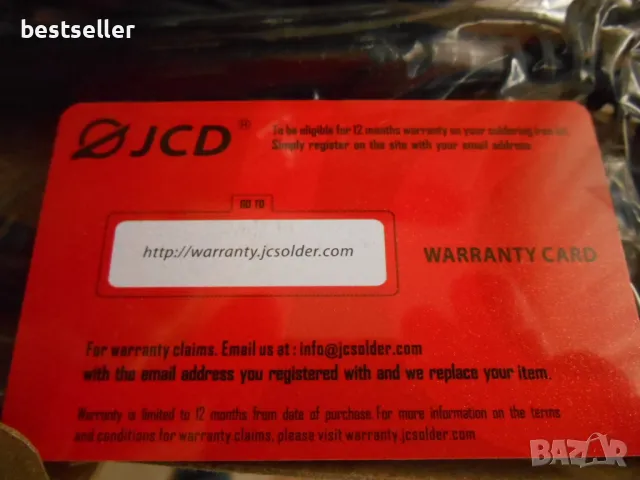 bestseller
JCD®
To be eligible for 12 months warranty on your soldering iron kit.
Simply register on the site with your email address
GO TO
http://warranty.jcsolder.com
WARRANTY CARD
For warranty claims. Email us at : info@jcsolder.com
with the email address you registered with and we replace your item.
Warranty is limited to 12 months from date of purchase. For more information on the terms
and conditions for warranty claims, please visit warranty.jcsolder.com
BAZAR